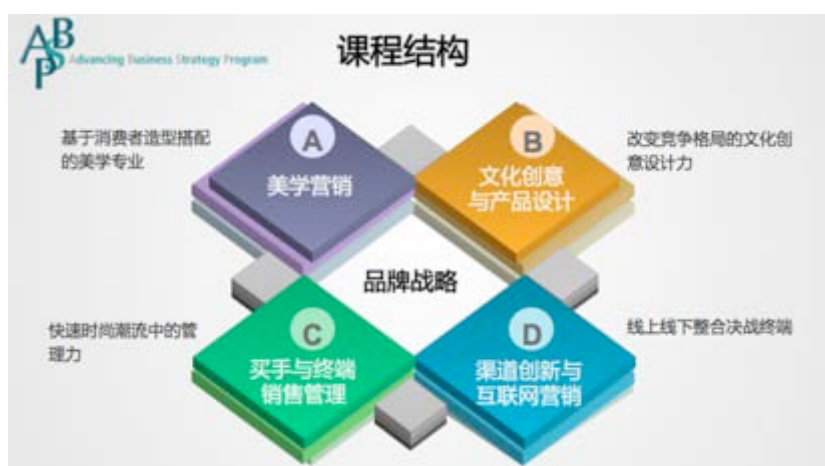 ABSP
Advancing Business Strategy Program
课程结构
基于消费者造型搭配
的美学专业
A
美学营销
B
文化创意
与产品设计
改变竞争格局的文化创
意设计力
品牌战略
快速时尚潮流中的管
理力
C
买手与终端
销售管理
D
渠道创新与
互联网营销
线上线下整合决战终端